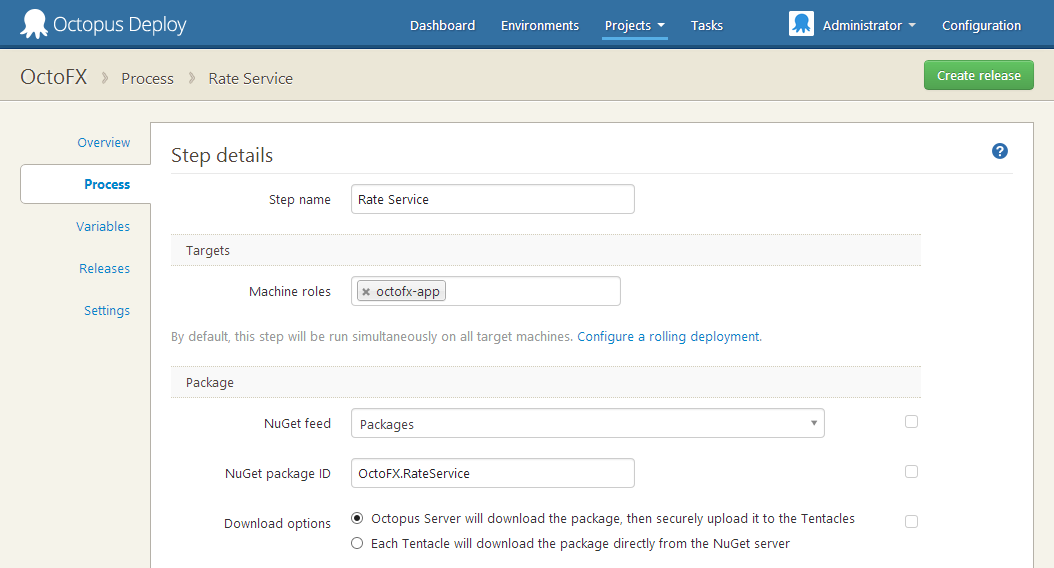 Octopus Deploy Dashboard Environments Projects Tasks Administrator Configuration
OctoFX Process Rate Service Create release
Overview
Process
Variables
Releases
Settings
Step details
?
Step name Rate Service
Targets
Machine roles octofx-app
By default, this step will be run simultaneously on all target machines. Configure a rolling deployment.
Package
NuGet feed Packages
NuGet package ID OctoFX.RateService
Download options Octopus Server will download the package, then securely upload it to the Tentacles
Each Tentacle will download the package directly from the NuGet server